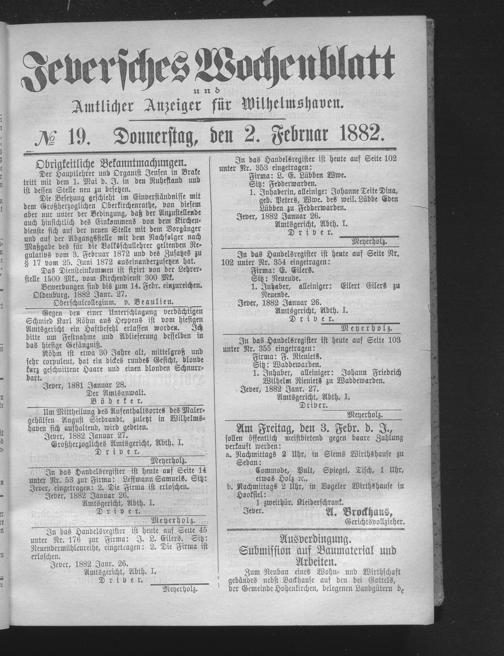 Jeversches Wochenblatt
und
Amtlicher Anzeiger für Wilhelmshaven.
№ 19. Donnerstag, den 2. Februar 1882.
Obrigkeitliche Bekanntmachungen.
Der Hauptlehrer und Organist Jensen in Brake
tritt mit dem 1. Mai d. J. in den Ruhestand und
ist dessen Stelle neu zu besetzen.
Die Besetzung geschieht im Einverständniß mit
dem Großherzoglichen Oberkirchenrathe, von diesem
aber nur unter der Bedingung, daß der Anzustellende
auch hinsichtlich des Einkommens von dem Kirchen-
dienste sich auf der neuen Stelle mit dem Vorgänger
und auf der Abgangstelle mit dem Nachfolger nach
Maßgabe des für die Volksschullehrer geltenden Re-
gulativs vom 3. Februar 1872 und des Zusatzes zu
§ 17 vom 25. Juni 1872 auseinanderzusetzen hat.
Das Diensteinkommen ist fixirt von der Lehrer-
stelle 1500 Mk., vom Kirchendienst 300 Mk.
Bewerbungen sind bis zum 14. Febr. einzureichen.
Oldenburg, 1882 Janr. 27.
Oberschulcollegium. v. Beaulieu.
Gegen den einer Unterschlagung verdächtigen
Schmied Karl Röhm aus Heppens ist vom hiesigen
Amtsgericht ein Haftbefehl erlassen worden. Ich
bitte um Festnahme und Ablieferung desselben in
das hiesige Gefängniß.
Röhm ist etwa 30 Jahre alt, mittelgroß und
sehr corpulent, hat ein dickes rundes Gesicht, blonde
kurz geschnittene Haare und einen blonden Schnurr-
bart.
Jever, 1881 Januar 28.
Der Amtsanwalt.
Bödeker.
Um Mittheilung des Aufenthaltsortes des Maler-
gehülfen August Siebrandt, zuletzt in Wilhelms-
haven sich aufhaltend, wird gebeten.
Jever, 1882 Januar 27.
Großherzogliches Amtsgericht, Abth. I.
Driver.
Meyerholz.
In das Handelsregister ist heute auf Seite 14
unter Nr. 53 zur Firma: Leffmann Samuels. Sitz:
Jever, eingetragen: 2. Die Firma ist erloschen.
Jever, 1882 Januar 26.
Amtsgericht, Abth. I.
Driver.
Meyerholz.
In das Handelsregister ist heute auf Seite 45
unter Nr. 176 zur Firma: J. L. Eilers. Sitz:
Neuendermühlenreihe, eingetragen: 2. Die Firma ist
erloschen.
Jever, 1882 Janr. 26.
Amtsgericht, Abth. I.
Driver.
Meyerholz.
In das Handelsregister ist heute auf Seite 102
unter Nr. 353 eingetragen:
Firma: L. E. Lübben Wwe.
Sitz: Fedderwarden.
1. Inhaberin, alleinige: Johanne Teite Dina,
geb. Peters, Wwe. des weil. Lübbe Eden
Lübben zu Fedderwarden.
Jever, 1882 Januar 26.
Amtsgericht, Abth. I.
Driver.
Meyerholz.
In das Handelsregister ist heute auf Seite Nr.
102 unter Nr. 354 eingetragen:
Firma: E. Eilers.
Sitz: Neuende.
1. Inhaber, alleiniger: Eilert Eilers zu
Neuende.
Jever, 1882 Januar 26.
Amtsgericht, Abth. I.
Driver.
Meyerholz.
In das Handelsregister ist heute auf Seite 103
unter Nr. 355 eingetragen:
Firma: F. Rieniets.
Sitz: Waddewarden.
1. Inhaber, alleiniger: Johann Friedrich
Wilhelm Rieniets zu Waddewarden.
Jever, 1882 Janr. 27.
Amtsgericht, Abth. I.
Driver.
Meyerholz.
Am Freitag, den 3. Febr. d. J.,
sollen öffentlich meistbietend gegen baare Zahlung
verkauft werden:
a. Nachmittags 2 Uhr, in Siems Wirthshause zu
Sedan:
Commode, Pult, Spiegel, Tisch, 1 Uhr,
etwas Holz rc.,
b. Nachmittags 2 Uhr, in Vogeler Wirthshause in
Hooksiel:
1 zweithür. Kleiderschrank.
Jever. A. Brockhaus,
Gerichtsvollzieher.
Ausverdingung.
Submission auf Baumaterial und
Arbeiten.
Zum Neubau eines Wohn- und Wirthschaft
gebäudes nebst Backhause auf den bei Gottels,
der Gemeinde Hohenkirchen, belegenen Landgütern